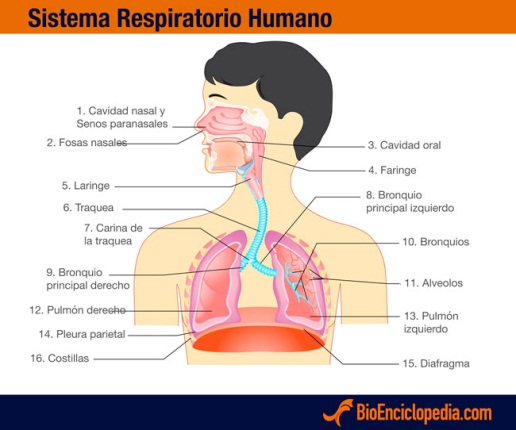 Sistema Respiratorio Humano
1. Cavidad nasal y
Senos paranasales
2. Fosas nasales
3. Cavidad oral
4. Faringe
5. Laringe
6. Traquea
7. Carina de
la traquea
8. Bronquio
principal izquierdo
9. Bronquio
principal derecho
10. Bronquios
11. Alveolos
12. Pulmón derecho
13. Pulmón
izquierdo
14. Pleura parietal
15. Diafragma
16. Costillas
BioEnciclopedia.com